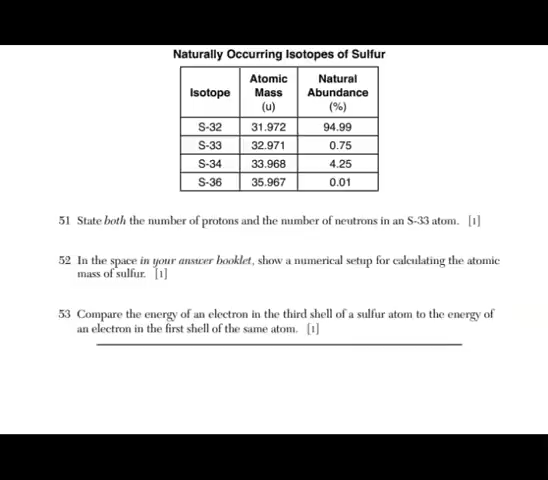 Naturally Occurring Isotopes of Sulfur
Isotope Atomic Mass (u) Natural Abundance (%)
S-32 31.972 94.99
S-33 32.971 0.75
S-34 33.968 4.25
S-36 35.967 0.01
51 State both the number of protons and the number of neutrons in an S-33 atom. [1]
52 In the space in your answer booklet, show a numerical setup for calculating the atomic
mass of sulfur. [1]
53 Compare the energy of an electron in the third shell of a sulfur atom to the energy of
an electron in the first shell of the same atom. [1]